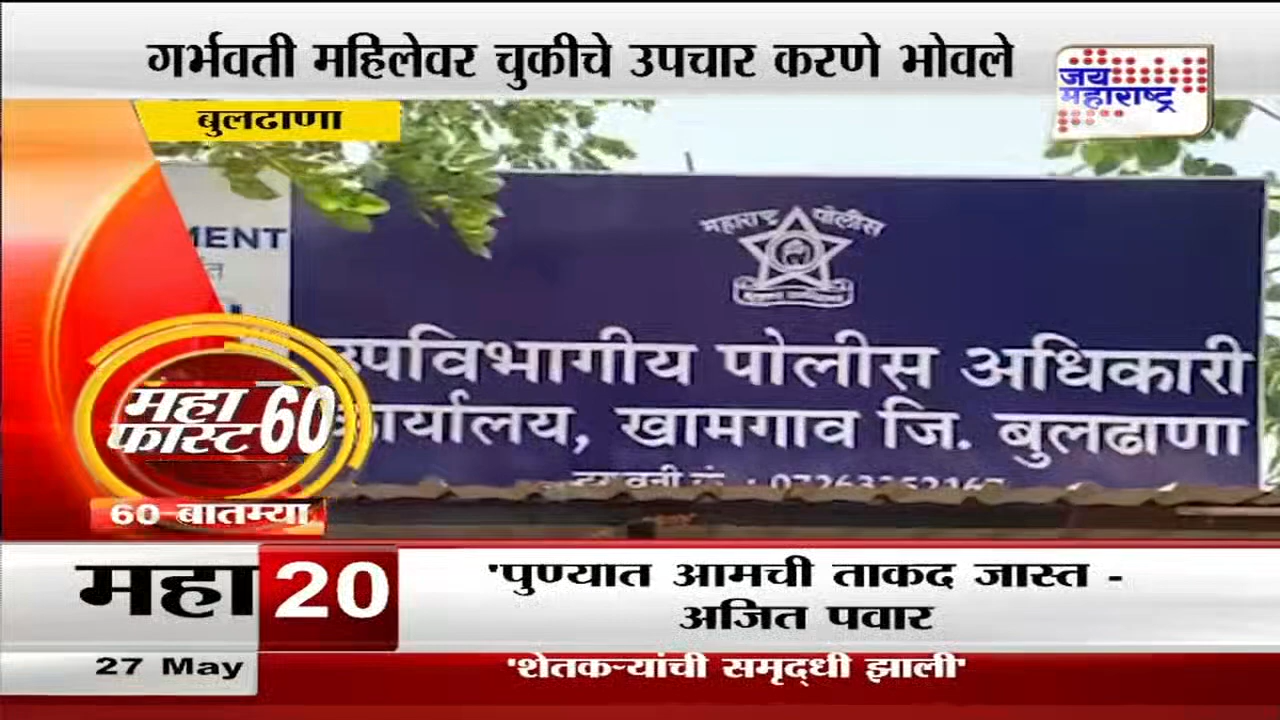 गर्भवती महिलेवर चुकीचे उपचार करणे भोवले
जय
महाराष्ट्र
बुलढाणा
महाराष्ट्र पोलीस
उपविभागीय पोलीस अधिकारी
कार्यालय, खामगाव जि. बुलढाणा
महा
फास्ट 60
60 बातम्या
महा 20
'पुण्यात आमची ताकद जास्त -
अजित पवार
27 May
'शेतकऱ्यांची समृद्धी झाली'